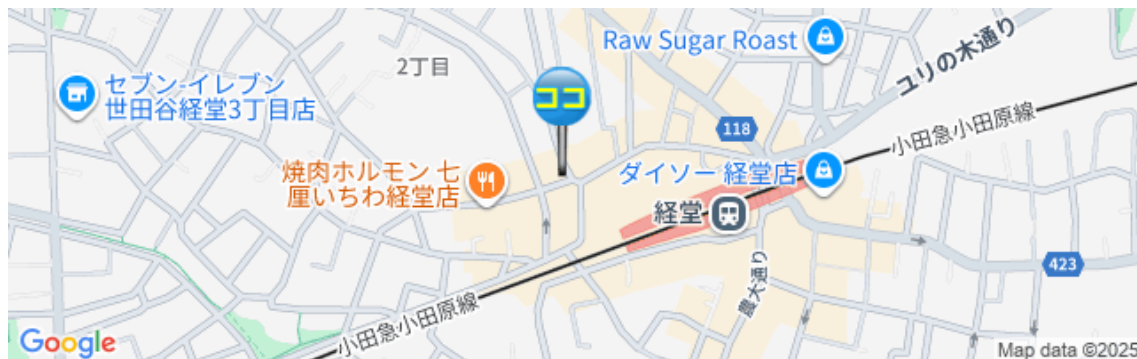 Raw Sugar Roast
ユリの木通り
2丁目
セブン-イレブン
世田谷経堂3丁目店
ココ
118
小田急小田原線
焼肉ホルモン 七
厘いちわ経堂店
ダイソー 経堂店
経堂
農大通り
423
小田急小田原線
Google
Map data ©2025